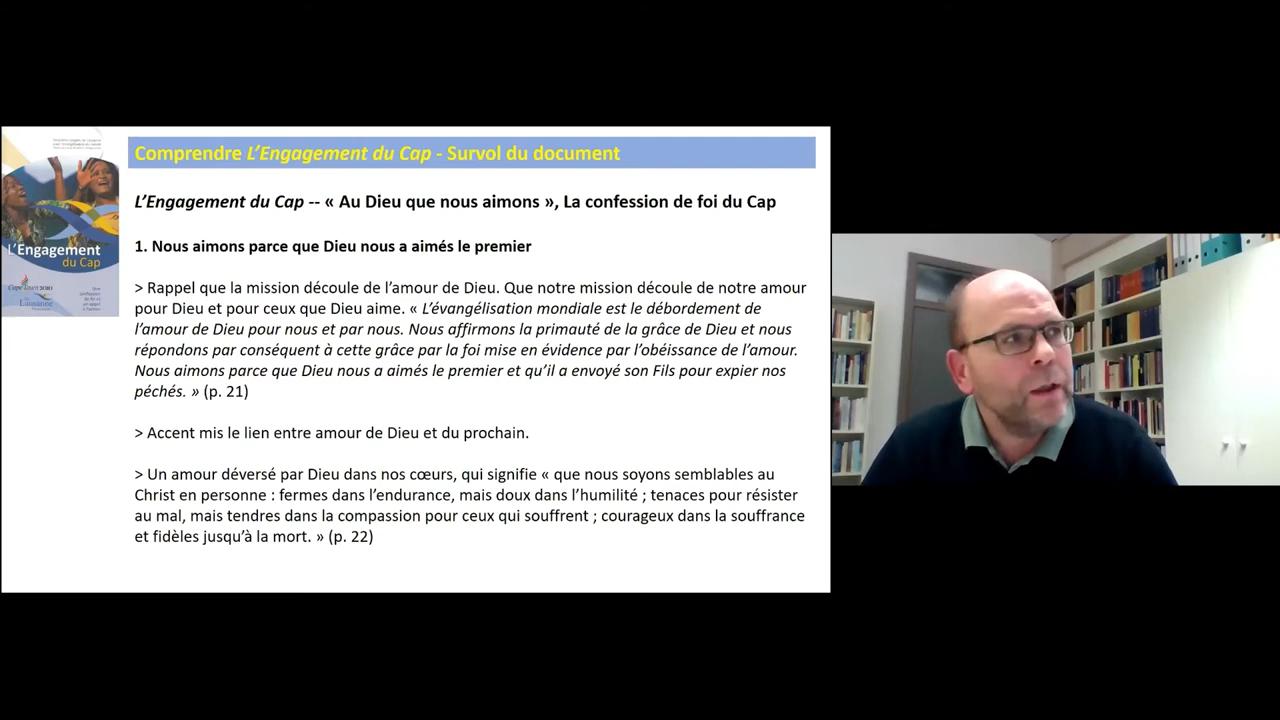 Comprendre L'Engagement du Cap - Survol du document
L'Engagement du Cap -- « Au Dieu que nous aimons », La confession de foi du Cap
1. Nous aimons parce que Dieu nous a aimés le premier
> Rappel que la mission découle de l'amour de Dieu. Que notre mission découle de notre amour
pour Dieu et pour ceux que Dieu aime. « L'évangélisation mondiale est le débordement de
l'amour de Dieu pour nous et par nous. Nous affirmons la primauté de la grâce de Dieu et nous
répondons par conséquent à cette grâce par la foi mise en évidence par l'obéissance de l'amour.
Nous aimons parce que Dieu nous a aimés le premier et qu'il a envoyé son Fils pour expier nos
péchés. » (p. 21)
> Accent mis le lien entre amour de Dieu et du prochain.
> Un amour déversé par Dieu dans nos cœurs, qui signifie « que nous soyons semblables au
Christ en personne : fermes dans l'endurance, mais doux dans l'humilité ; tenaces pour résister
au mal, mais tendres dans la compassion pour ceux qui souffrent ; courageux dans la souffrance
et fidèles jusqu'à la mort. » (p. 22)
L'Engagement
du Cap
Lausanne